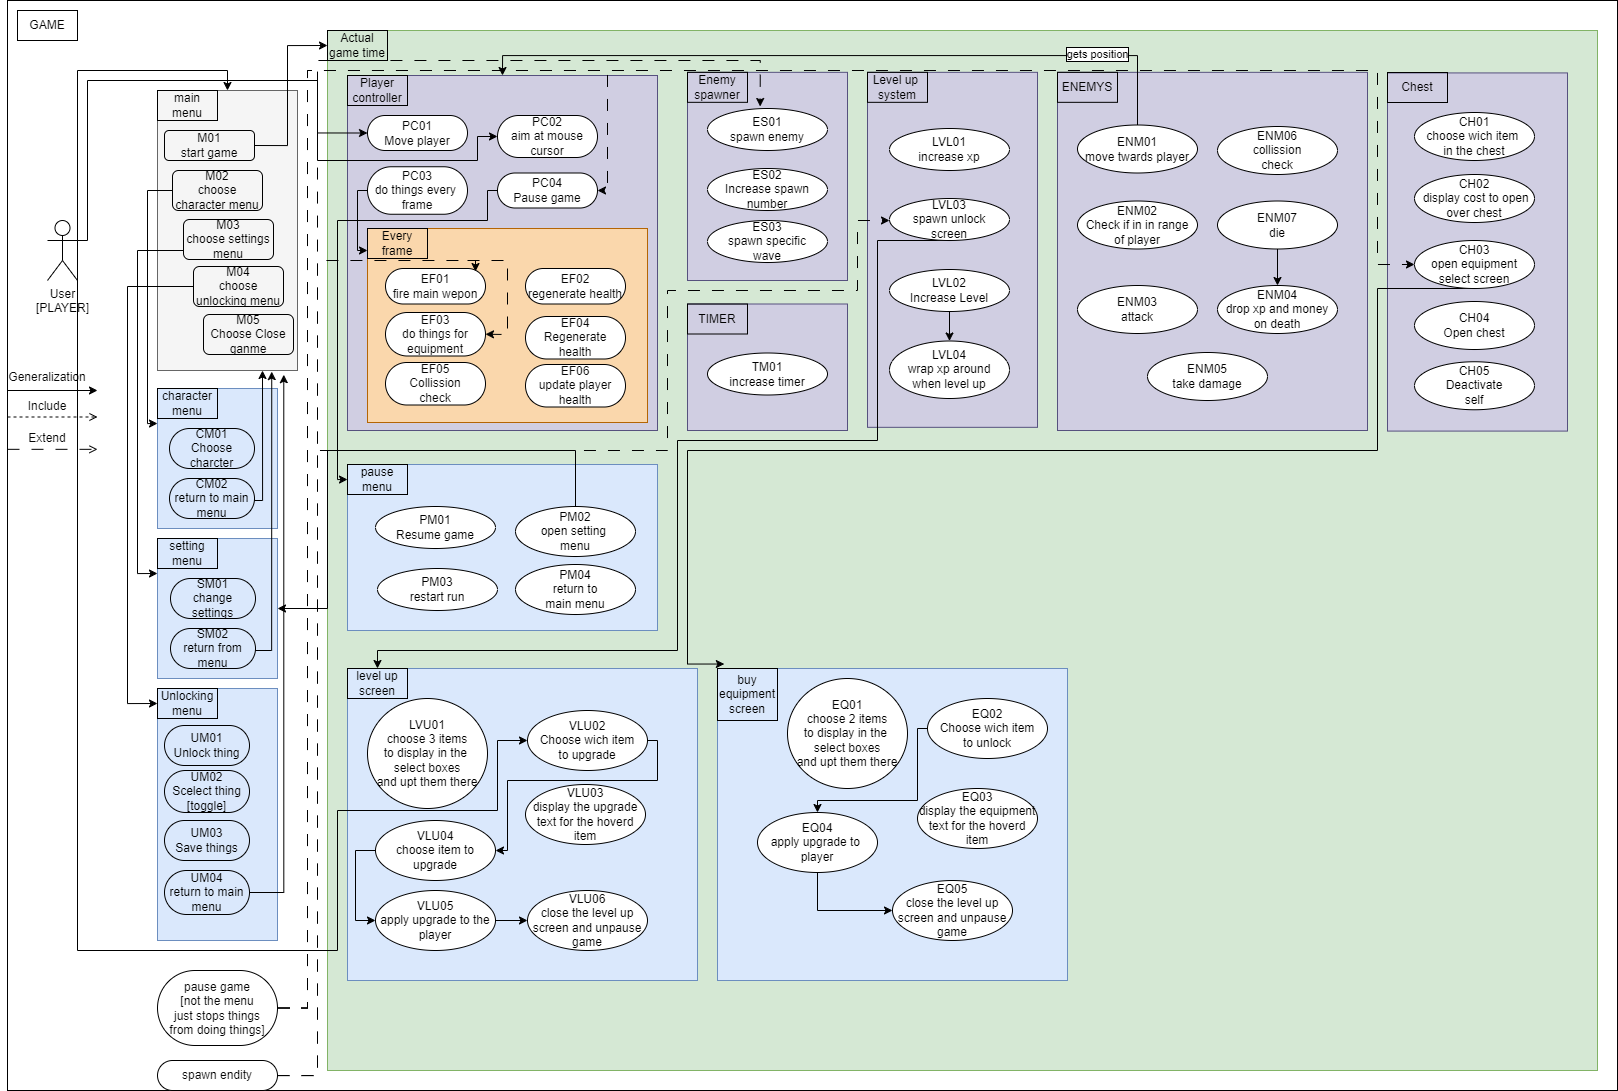 GAME
Actual
game time
gets position
main
menu
M01
start game
M02
choose
character menu
M03
choose settings
menu
M04
choose
unlocking menu
M05
Choose Close
ganme
User
[PLAYER]
Generalization
Include
Extend
character
menu
CM01
Choose
charcter
CM02
return to main
menu
setting
menu
SM01
change
settings
SM02
return from
menu
Unlocking
menu
UM01
Unlock thing
UM02
Scelect thing
[toggle]
UM03
Save things
UM04
return to main
menu
pause game
[not the menu
just stops things
from doing things]
spawn endity
Player
controller
PC01
Move player
PC02
aim at mouse
cursor
PC03
do things every
frame
PC04
Pause game
Every
frame
EF01
fire main wepon
EF02
regenerate health
EF03
do things for
equipment
EF04
Regenerate
health
EF05
Collission
check
EF06
update player
health
Enemy
spawner
ES01
spawn enemy
ES02
Increase spawn
number
ES03
spawn specific
wave
TIMER
TM01
increase timer
Level up
system
LVL01
increase xp
LVL03
spawn unlock
screen
LVL02
Increase Level
LVL04
wrap xp around
when level up
ENEMYS
ENM01
move twards player
ENM06
collission
check
ENM02
Check if in in range
of player
ENM07
die
ENM03
attack
ENM04
drop xp and money
on death
ENM05
take damage
Chest
CH01
choose wich item
in the chest
CH02
display cost to open
over chest
CH03
open equipment
select screen
CH04
Open chest
CH05
Deactivate
self
pause
menu
PM01
Resume game
PM02
open setting
menu
PM03
restart run
PM04
return to
main menu
level up
screen
LVU01
choose 3 items
to display in the
select boxes
and upt them there
VLU02
Choose wich item
to upgrade
VLU03
display the upgrade
text for the hoverd
item
VLU04
choose item to
upgrade
VLU05
apply upgrade to the
player
VLU06
close the level up
screen and unpause
game
buy
equipment
screen
EQ01
choose 2 items
to display in the
select boxes
and upt them there
EQ02
Choose wich item
to unlock
EQ03
display the equipment
text for the hoverd
item
EQ04
apply upgrade to
player
EQ05
close the level up
screen and unpause
game